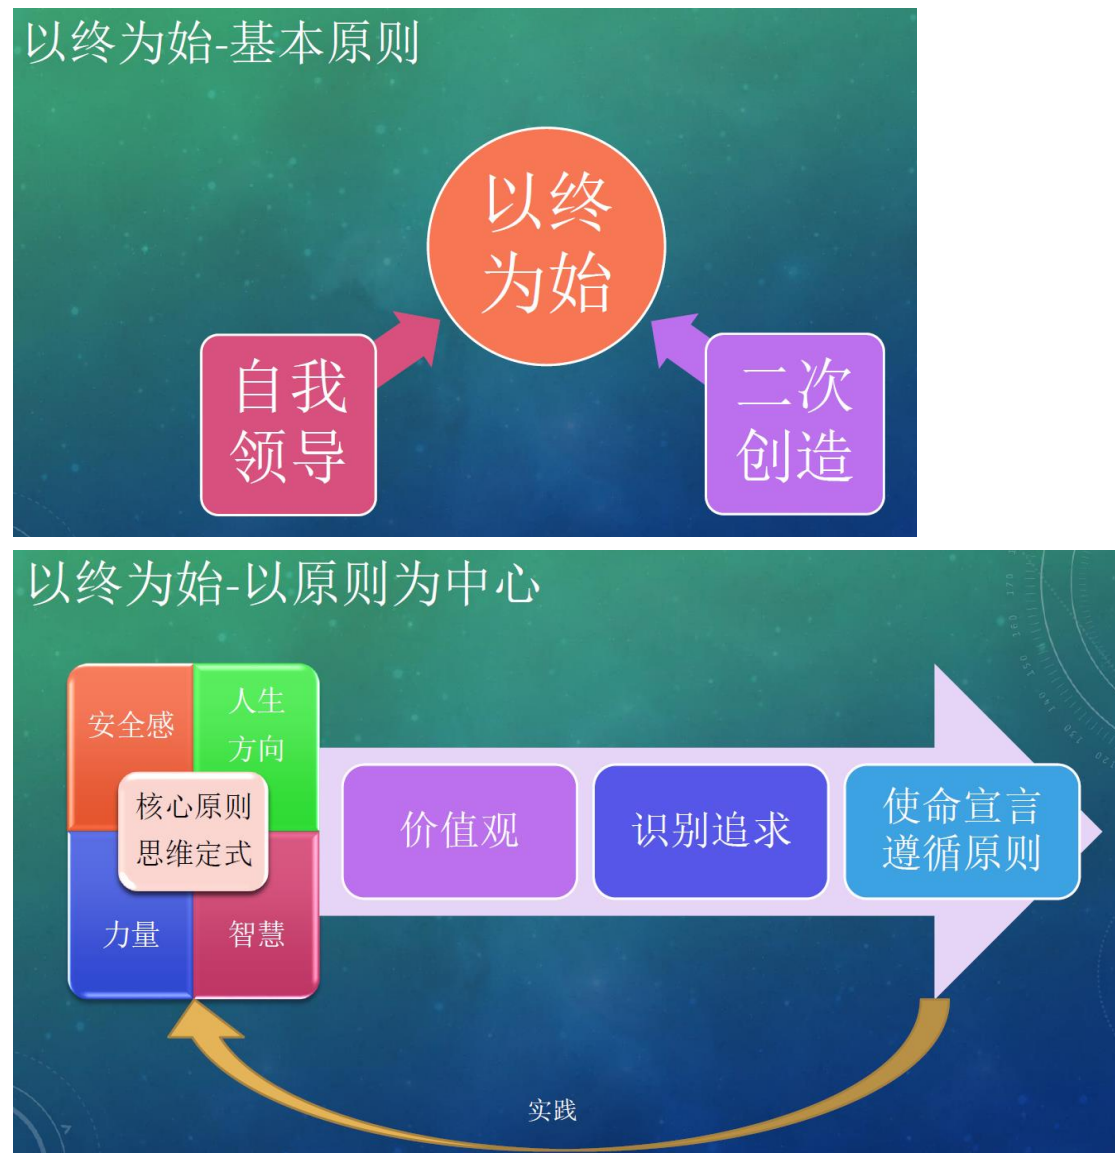 以终为始-基本原则
以终
为始
自我
领导
二次
创造
以终为始-以原则为中心
安全感
人生
方向
核心原则
思维定式
力量
智慧
价值观
识别追求
使命宣言
遵循原则
实践